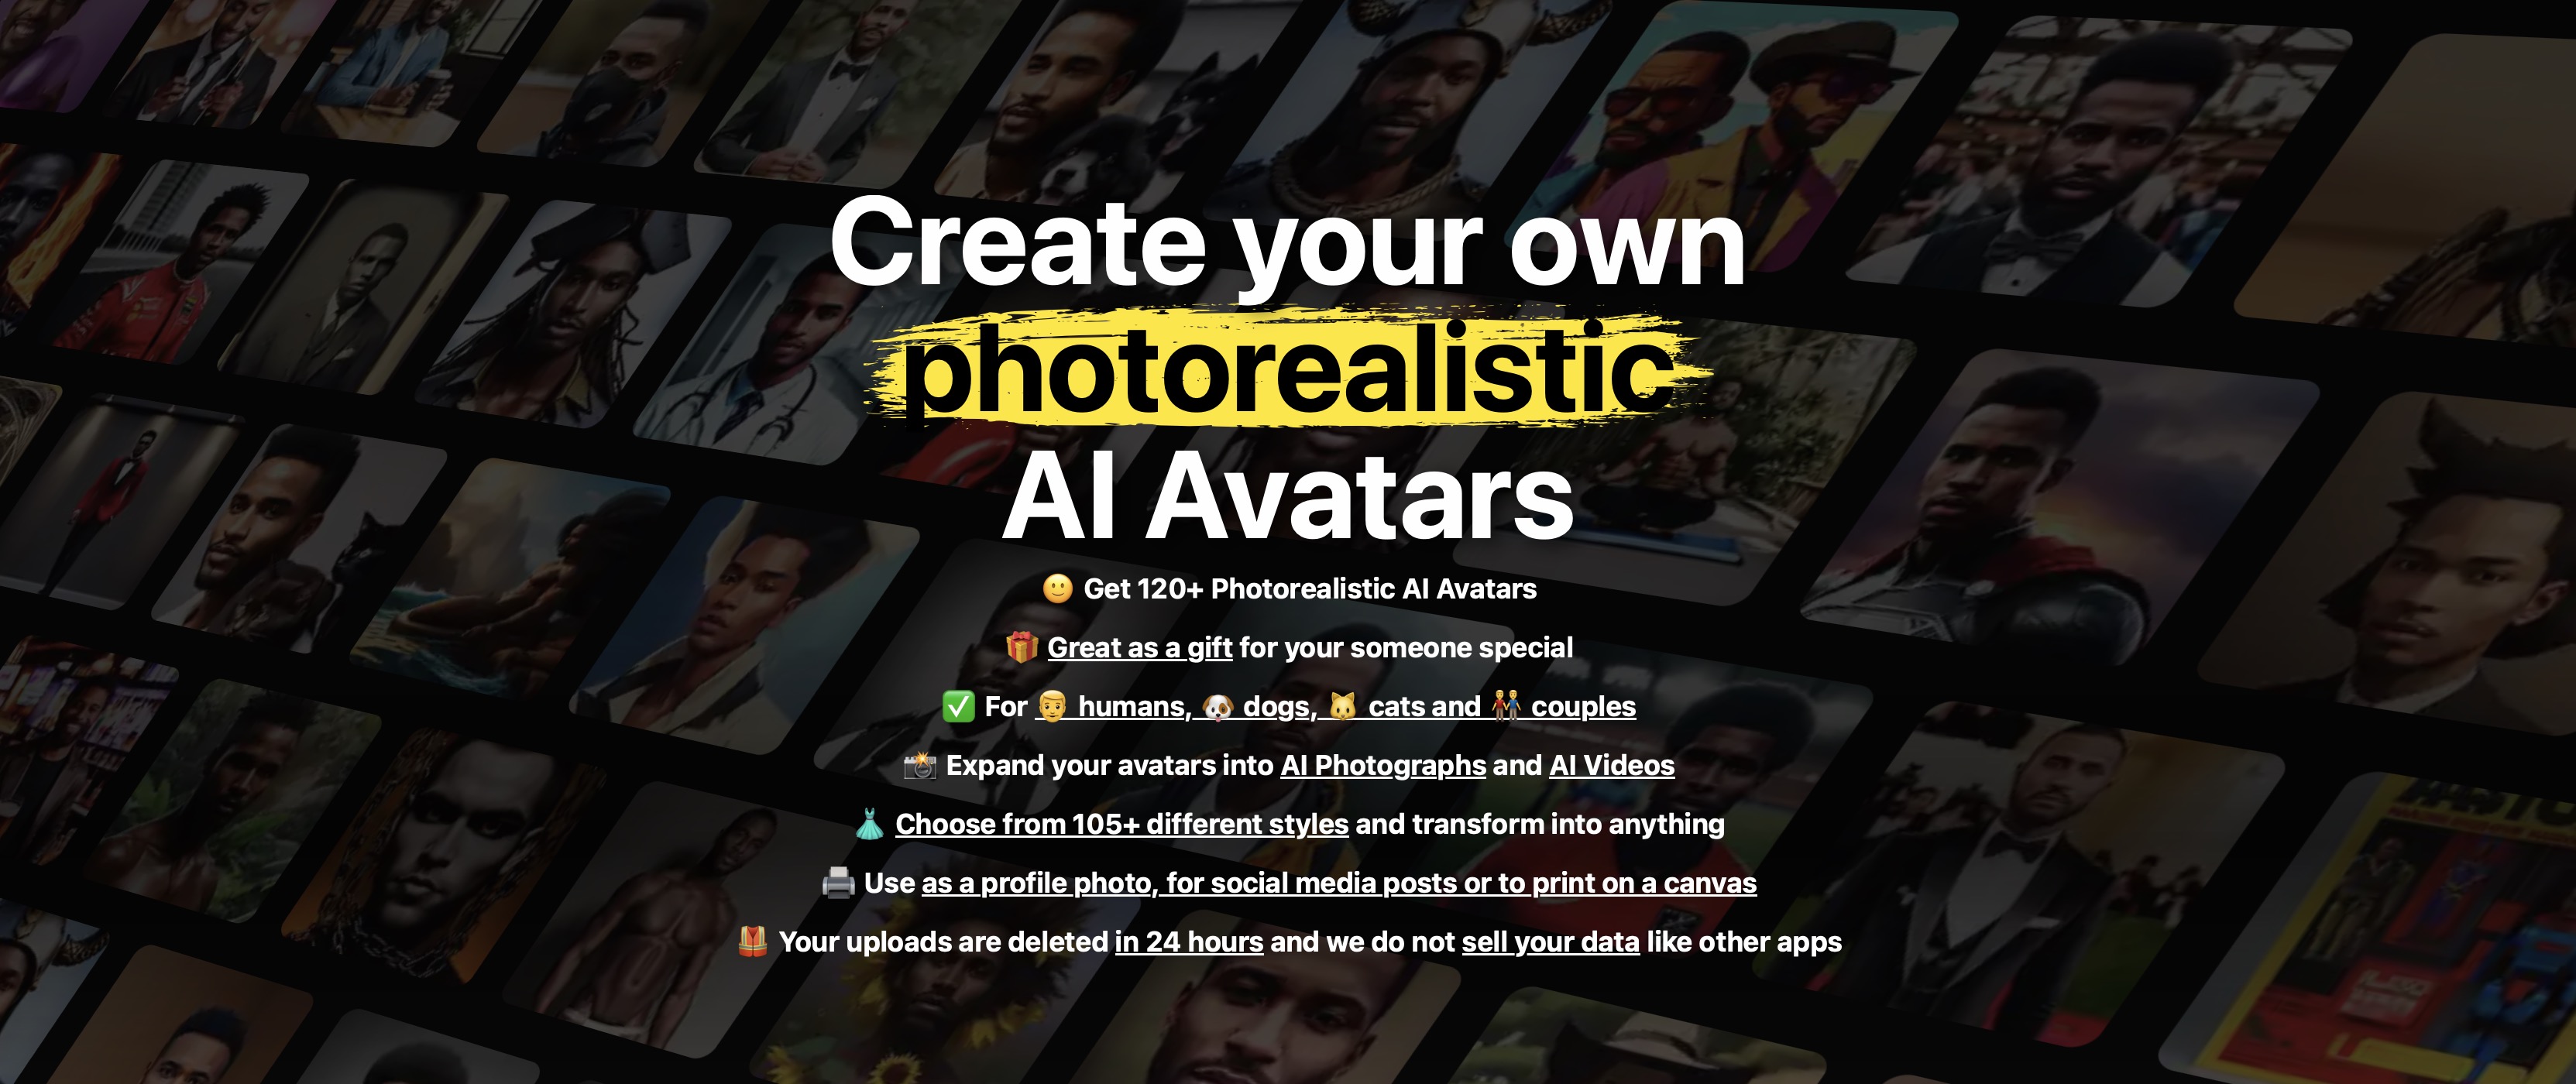 Create your own
photorealistic
AI Avatars
🙂 Get 120+ Photorealistic AI Avatars
🎁 Great as a gift for your someone special
✅ For 👨 humans, 🐶 dogs, 🐱 cats and 👬 couples
📸 Expand your avatars into AI Photographs and AI Videos
👗 Choose from 105+ different styles and transform into anything
🖨 Use as a profile photo, for social media posts or to print on a canvas
🦺 Your uploads are deleted in 24 hours and we do not sell your data like other apps